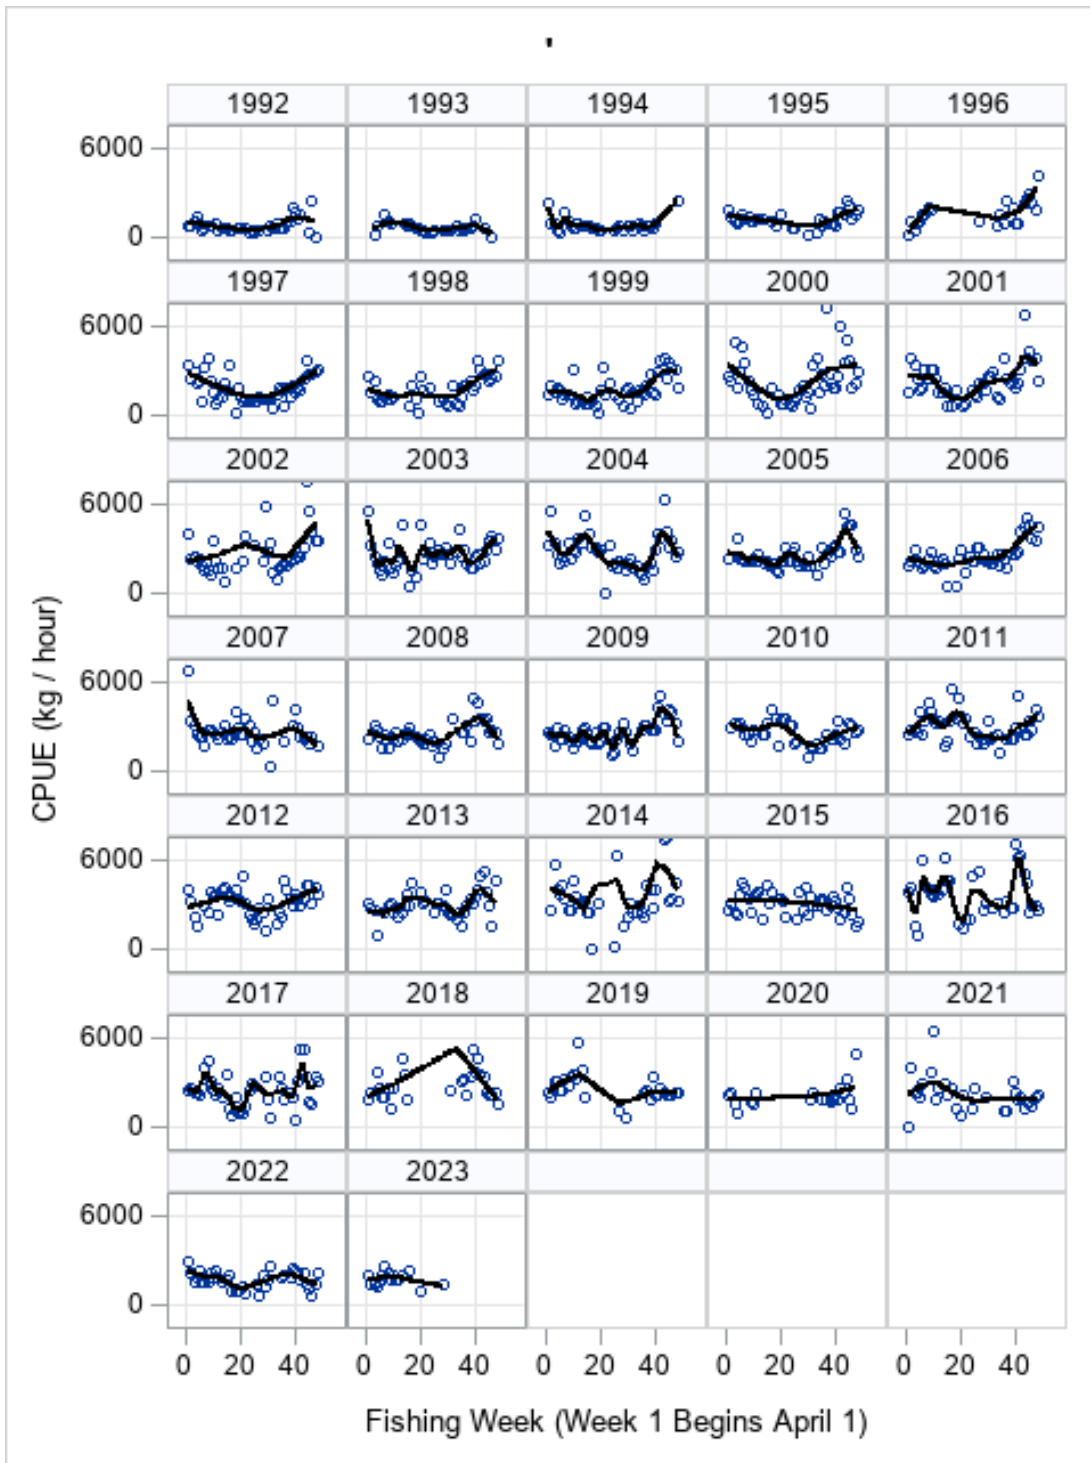 '
1992 1993 1994 1995 1996
6000
0
1997 1998 1999 2000 2001
6000
0
2002 2003 2004 2005 2006
6000
0
2007 2008 2009 2010 2011
6000
0
2012 2013 2014 2015 2016
6000
0
2017 2018 2019 2020 2021
6000
0
2022 2023
6000
0
0 20 40 0 20 40 0 20 40 0 20 40 0 20 40
CPUE (kg / hour)
Fishing Week (Week 1 Begins April 1)